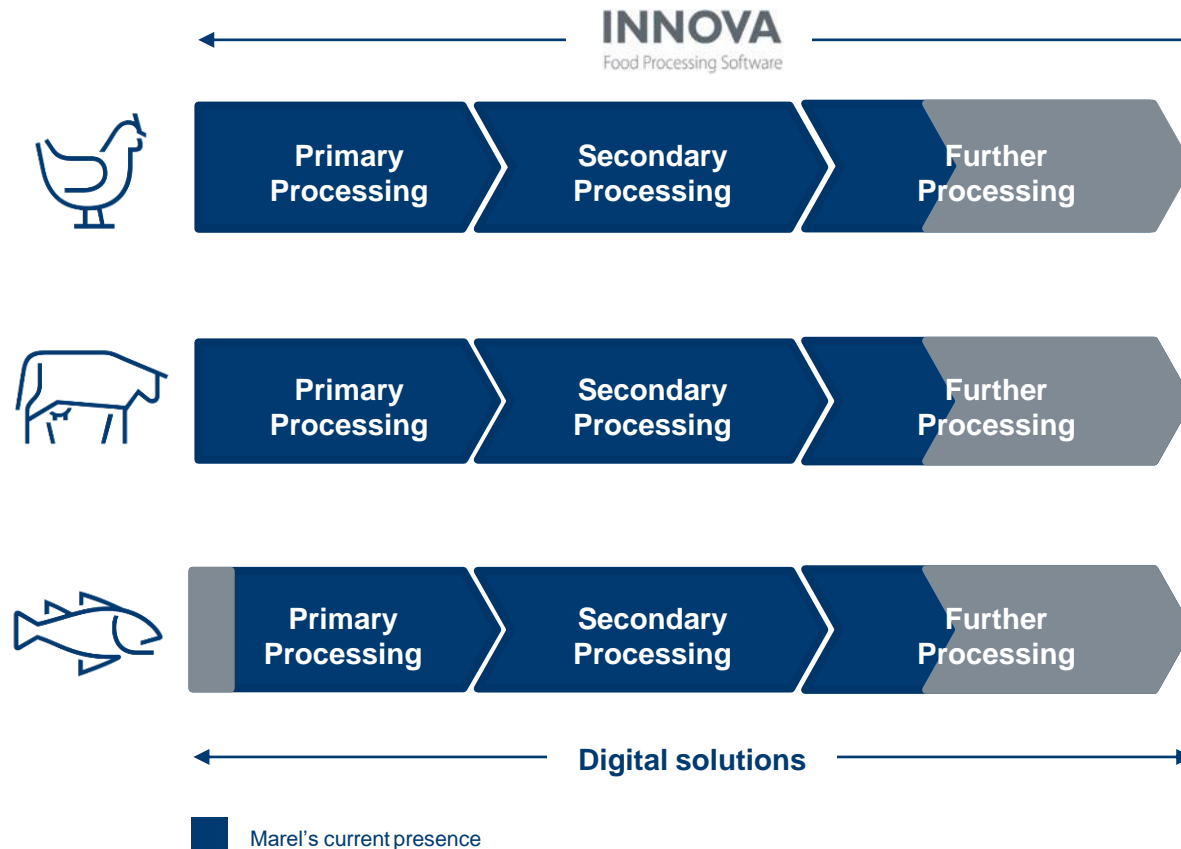 INNOVA
Food Processing Software
Primary
Processing
Secondary
Processing
Further
Processing
Primary
Processing
Secondary
Processing
Further
Processing
Primary
Processing
Secondary
Processing
Further
Processing
Digital solutions
Marel's current presence